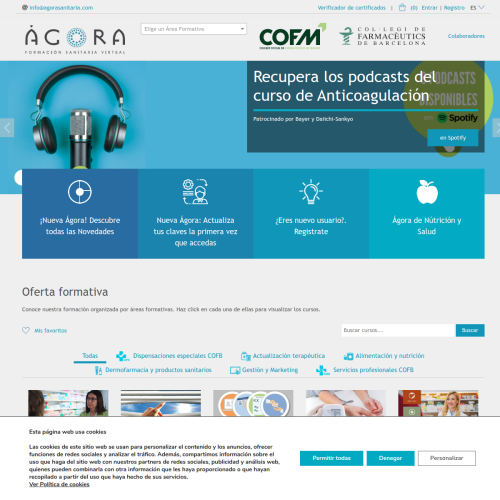 info@agorasanitaria.com
Verificador de certificados | (0) Entrar | Registro ES
ÀGORA
FORMACIÓN SANITARIA VIRTUAL
Elige un Área Formativa
COFM
COL·LEGI DE
FARMACÈUTICS
DE BARCELONA
Colaboradores
Recupera los podcasts del
curso de Anticoagulación
PODCASTS
DISPONIBLES
Patrocinado por Bayer y Daiichi-Sankyo
Spotify
en Spotify
¡Nueva Ágora! Descubre
todas las Novedades
Nueva Ágora: Actualiza
tus claves la primera vez
que accedas
¿Eres nuevo usuario?.
Registrate
Ágora de Nútrición y
Salud
Oferta formativa
Conoce nuestra formación organizada por áreas formativas. Haz click en cada una de ellas para visualizar los cursos.
Mis favoritos
Buscar cursos....
Buscar
Todas
Dispensaciones especiales COFB
Actualización terapéutica
Alimentación y nutrición
Dermofarmacia y productos sanitarios
Gestión y Marketing
Servicios profesionales COFB
Esta página web usa cookies
Las cookies de este sitio web se usan para personalizar el contenido y los anuncios, ofrecer
funciones de redes sociales y analizar el tráfico. Además, compartimos información sobre el
uso que haga del sitio web con nuestros partners de redes sociales, publicidad y análisis web,
quienes pueden combinarla con otra información que les haya proporcionado o que hayan
recopilado a partir del uso que haya hecho de sus servicios.
Ver Política de cookies
Permitir todas
Denegar
Personalizar